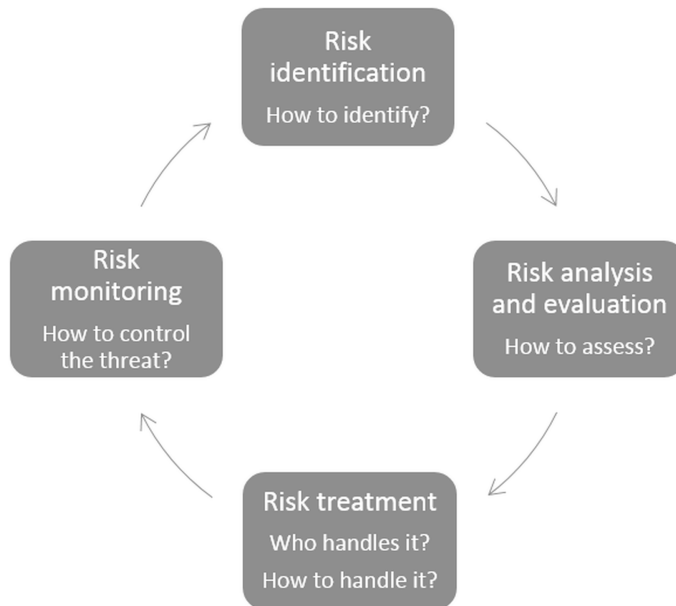 Risk
identification
How to identify?
Risk analysis
and evaluation
How to assess?
Risk treatment
Who handles it?
How to handle it?
Risk
monitoring
How to control
the threat?